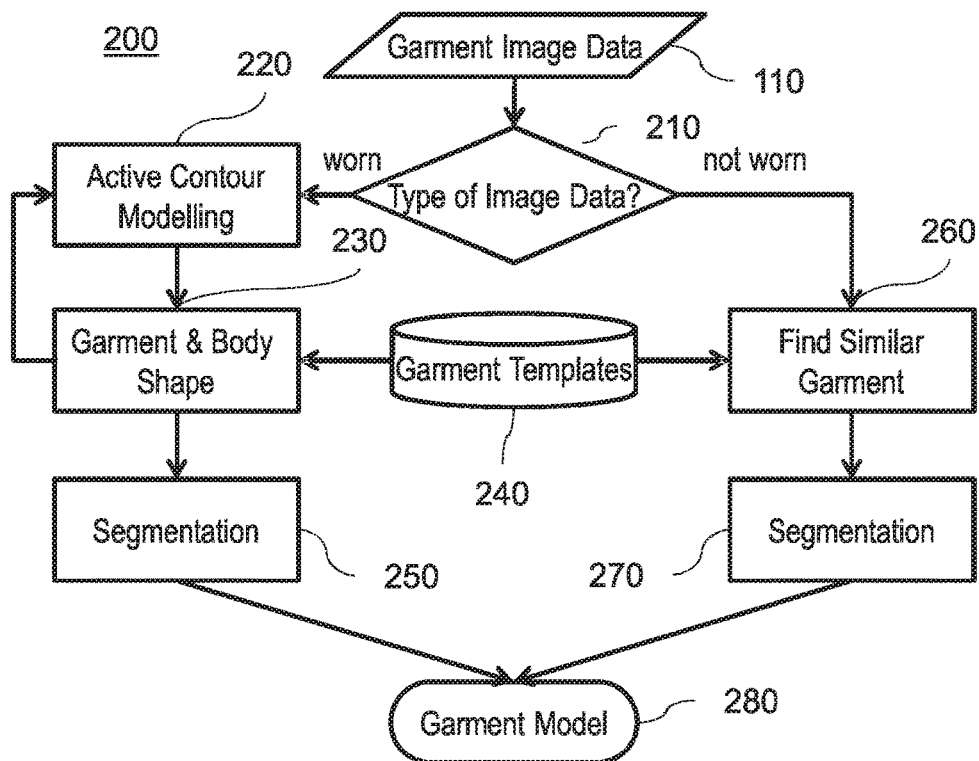 200
Garment Image Data
110
220
210
worn
not worn
Active Contour
Modelling
Type of Image Data?
230
260
Garment & Body
Shape
Garment Templates
Find Similar
Garment
240
Segmentation
250
270
Segmentation
Garment Model
280